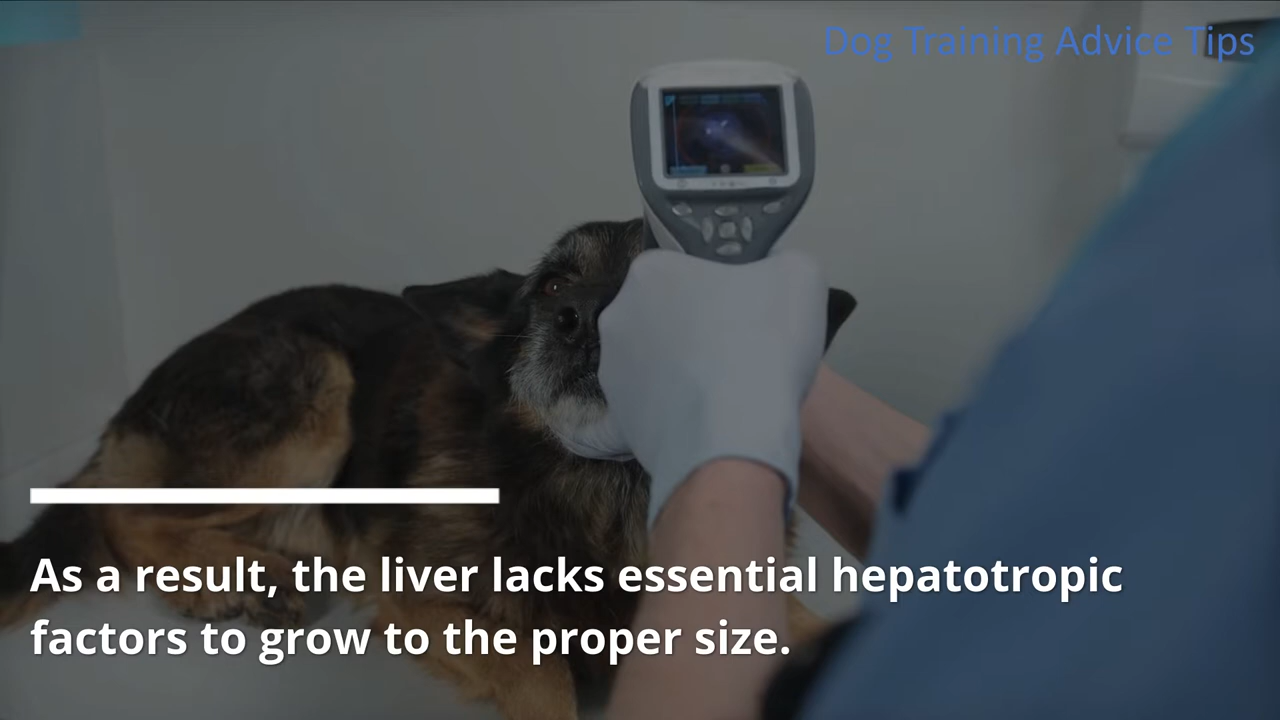 Dog Training Advice Tips
As a result, the liver lacks essential hepatotropic
factors to grow to the proper size.